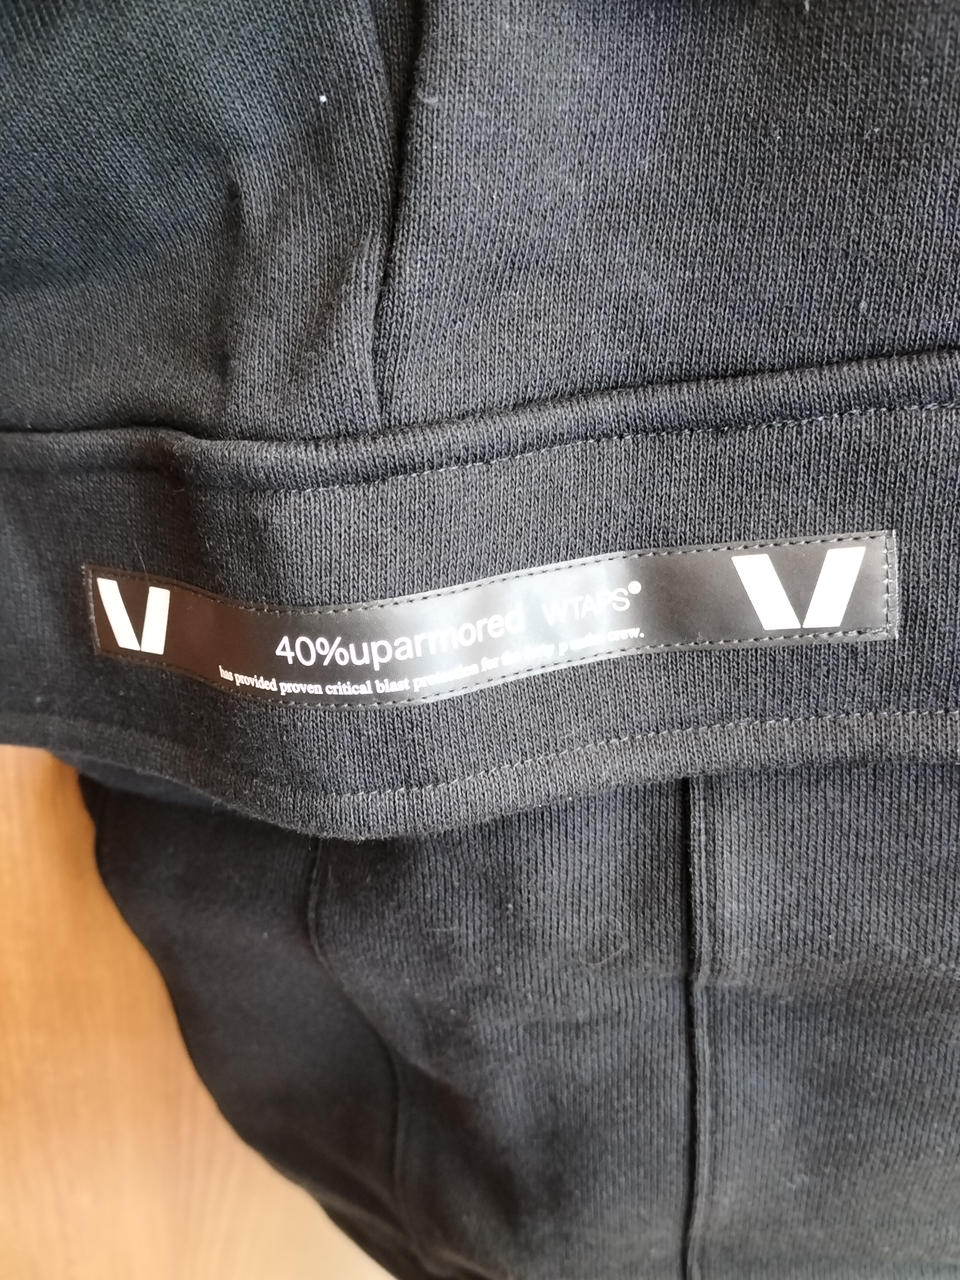 40%uparmored WTAPS®
has provided proven critical blast protection for the crew.